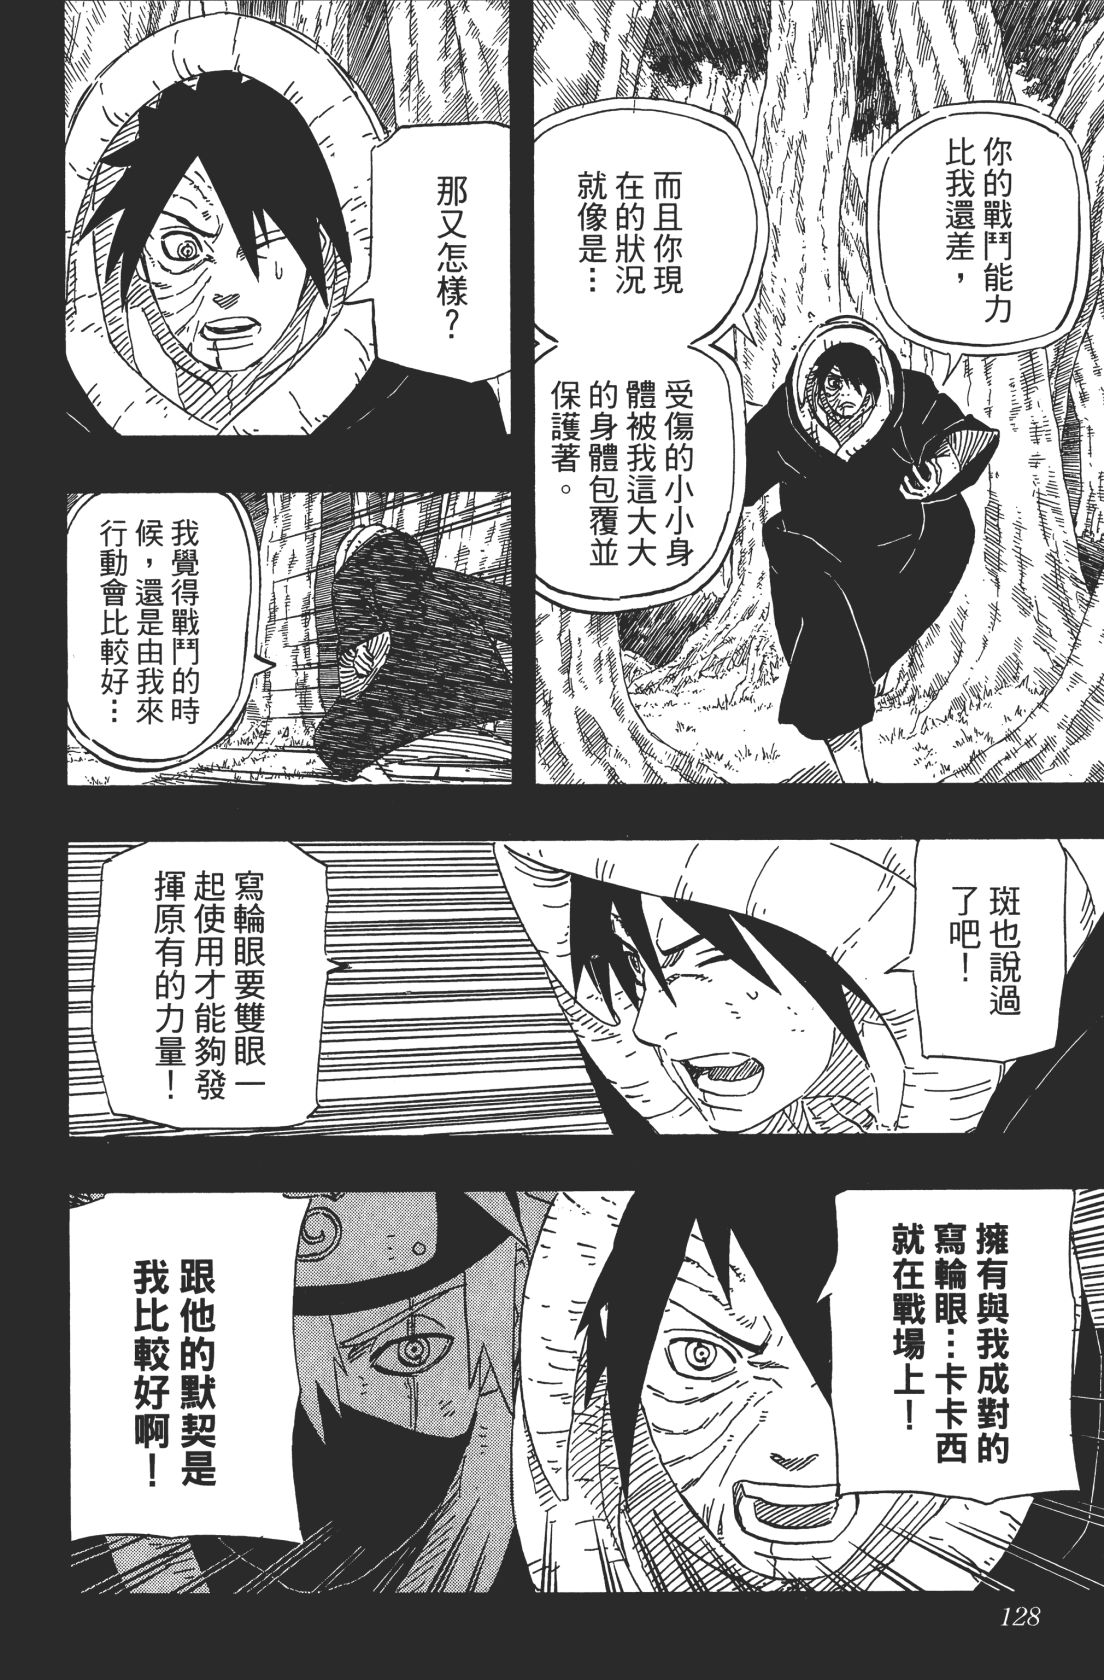 你的戰鬥能力
比我還差，
而且你現
在的狀況
就像是…
受傷的小小身
體被我這大大
的身體包覆並
保護著。
那又怎樣？
我覺得戰鬥的時
候，還是由我來
行動會比較好…
斑也說過
了吧！
寫輪眼要雙眼一
起使用才能夠發
揮原有的力量！
擁有與我成對的
寫輪眼…卡卡西
就在戰場上！
跟他的默契是
我比較好啊！
128